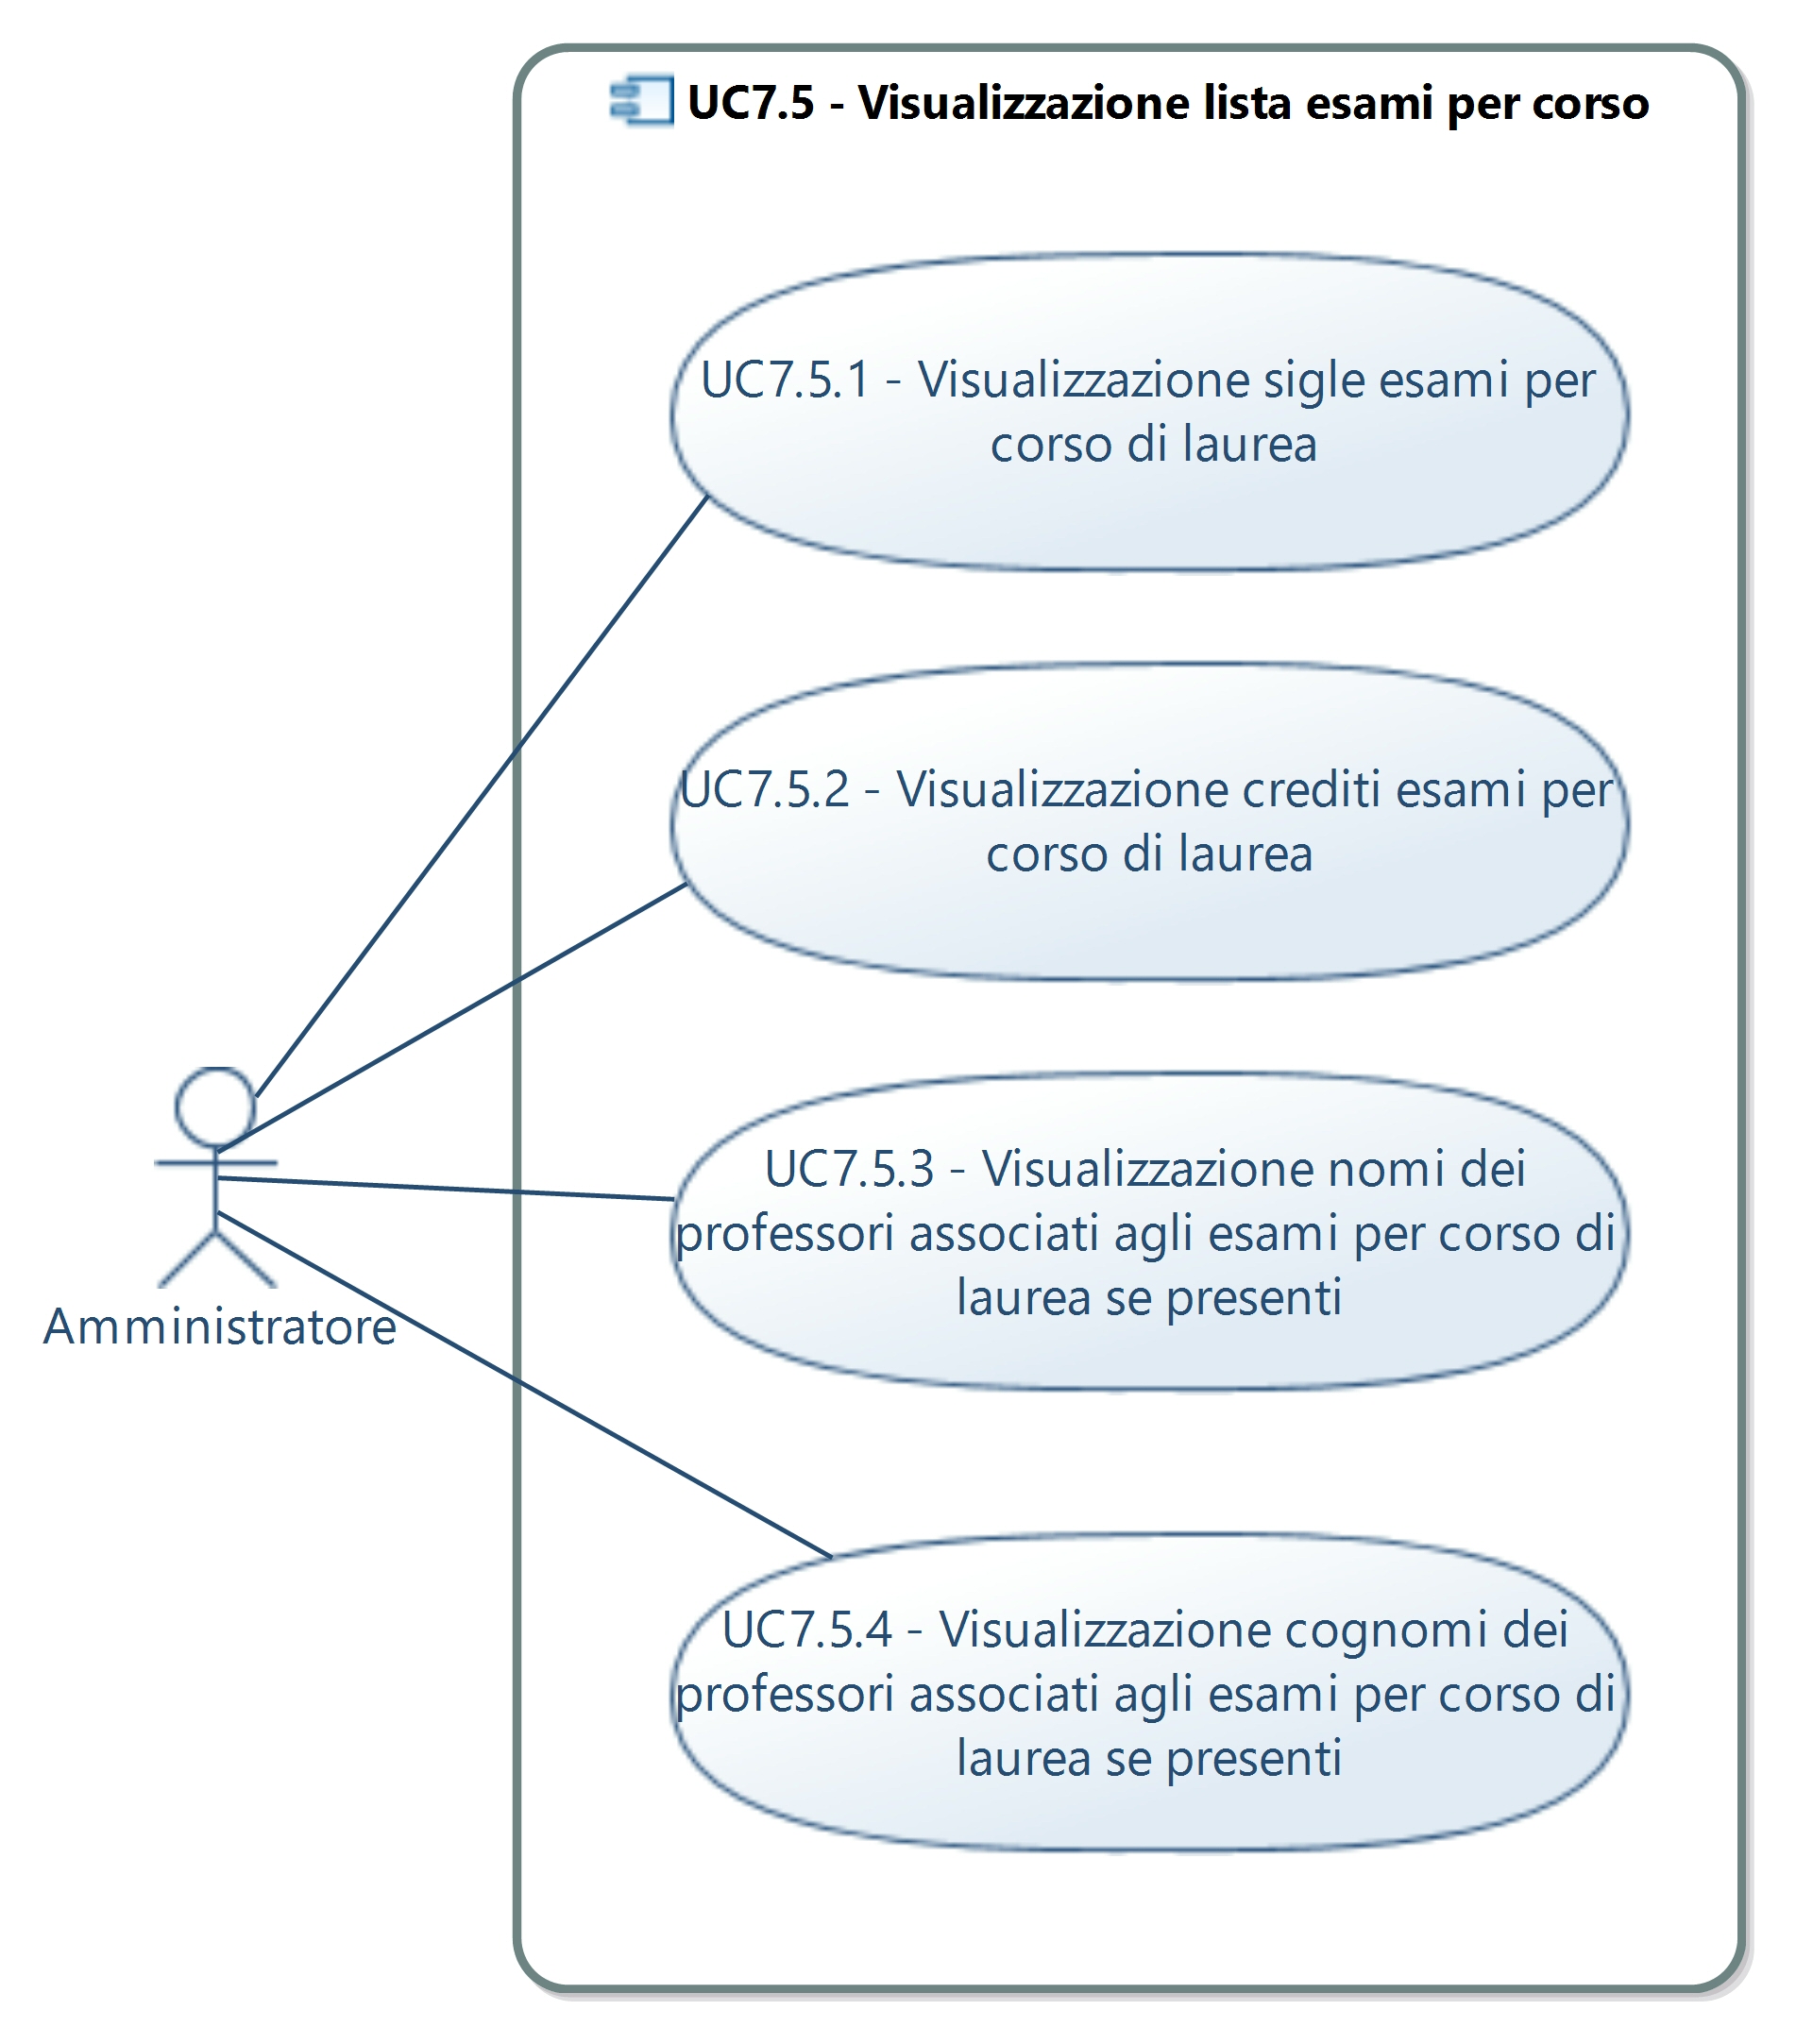 UC7.5 - Visualizzazione lista esami per corso
UC7.5.1 - Visualizzazione sigle esami per
corso di laurea
UC7.5.2 - Visualizzazione crediti esami per
corso di laurea
UC7.5.3 - Visualizzazione nomi dei
professori associati agli esami per corso di
laurea se presenti
Amministratore
UC7.5.4 - Visualizzazione cognomi dei
professori associati agli esami per corso di
laurea se presenti